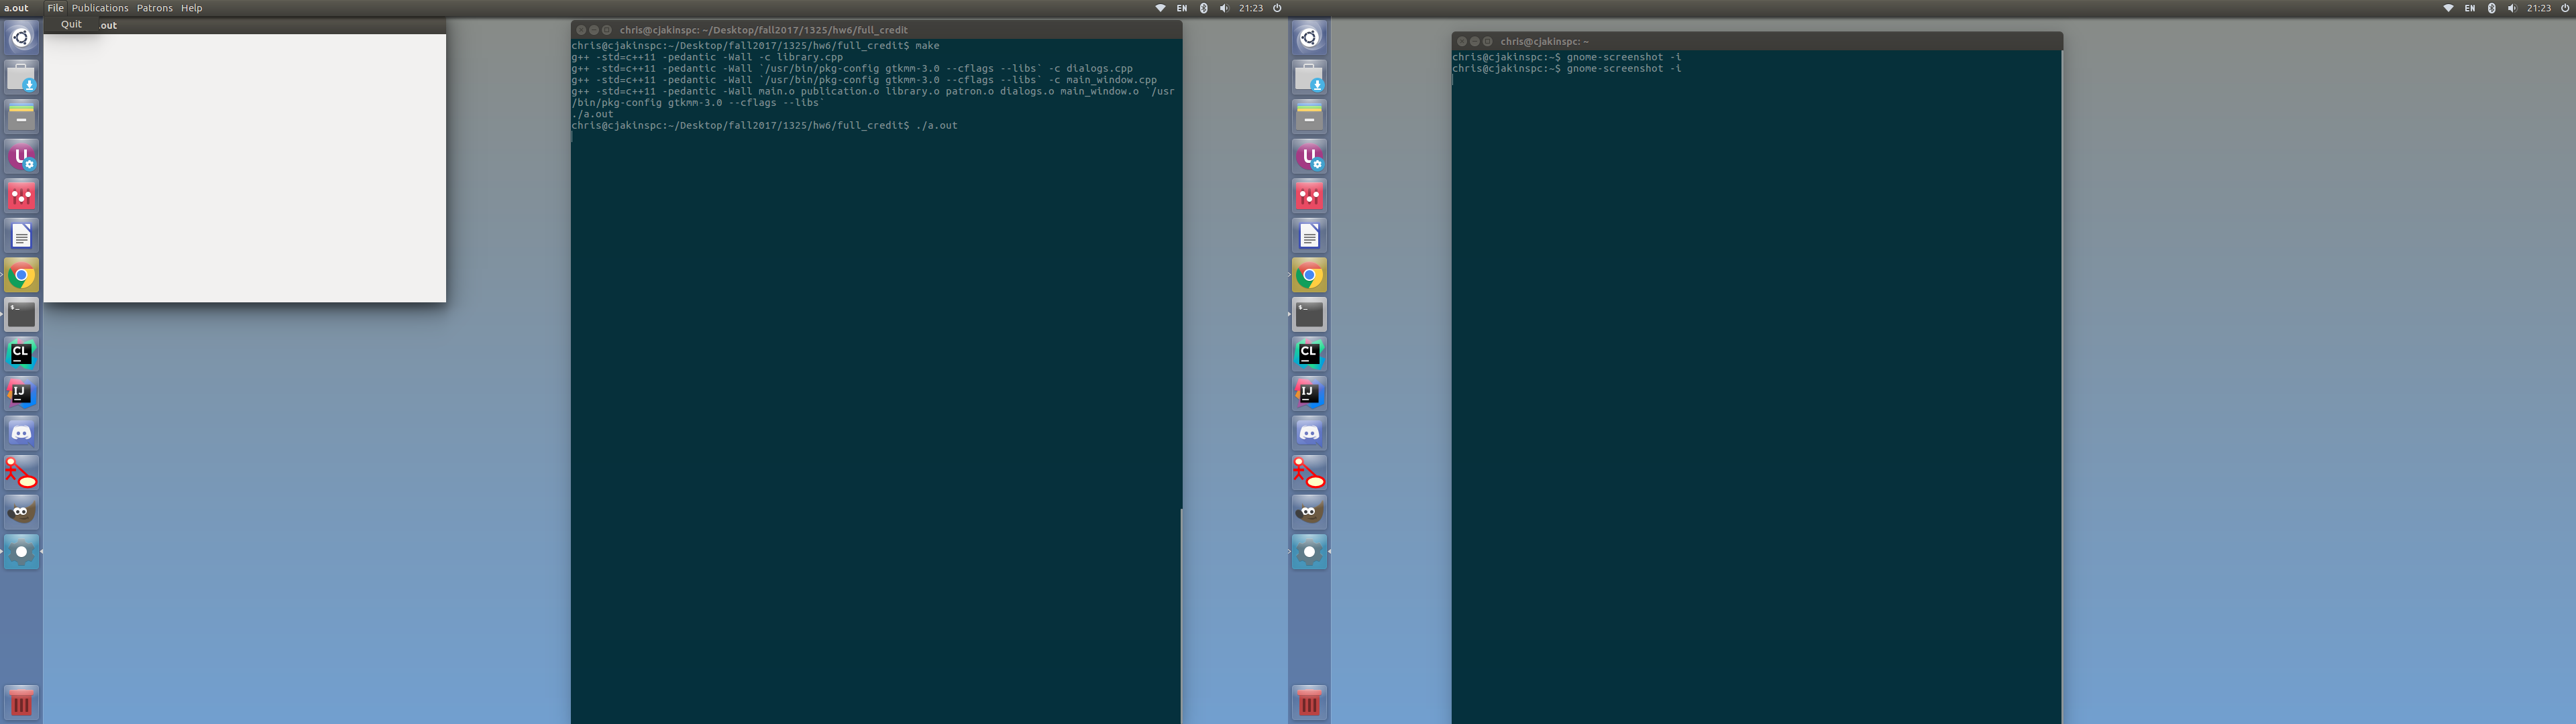 a.out File Publications Patrons Help
Quit
.out
EN 21:23
chris@cjakinspc: ~/Desktop/fall2017/1325/hw6/full_credit
chris@cjakinspc:~/Desktop/fall2017/1325/hw6/full_credit$ make
g++ -std=c++11 -pedantic -Wall -c library.cpp
g++ -std=c++11 -pedantic -Wall `/usr/bin/pkg-config gtkmm-3.0 --cflags --libs` -c dialogs.cpp
g++ -std=c++11 -pedantic -Wall `/usr/bin/pkg-config gtkmm-3.0 --cflags --libs` -c main_window.cpp
g++ -std=c++11 -pedantic -Wall main.o publication.o library.o patron.o dialogs.o main_window.o `/usr
/bin/pkg-config gtkmm-3.0 --cflags --libs`
./a.out
chris@cjakinspc:~/Desktop/fall2017/1325/hw6/full_credit$ ./a.out
U
$_
CL
IJ
EN 21:23
chris@cjakinspc: ~
chris@cjakinspc:~$ gnome-screenshot -i
chris@cjakinspc:~$ gnome-screenshot -i
U
$_
CL
IJ